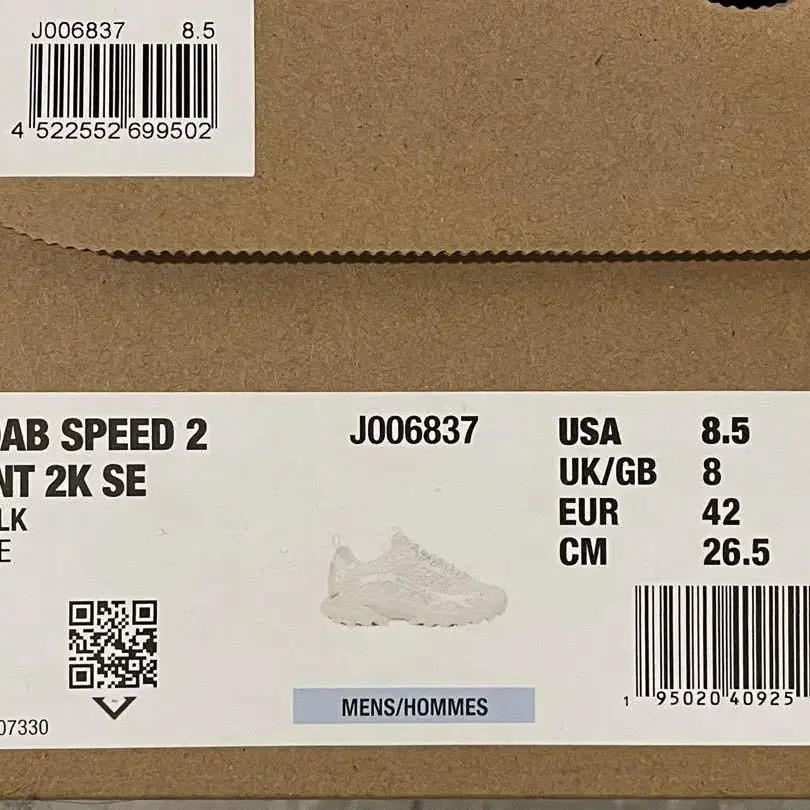 J006837 8.5
4 522552 699502
AB SPEED 2
NT 2K SE
LK
E
07330
J006837
MENS/HOMMES
USA 8.5
UK/GB 8
EUR 42
CM 26.5
1 95020 40925